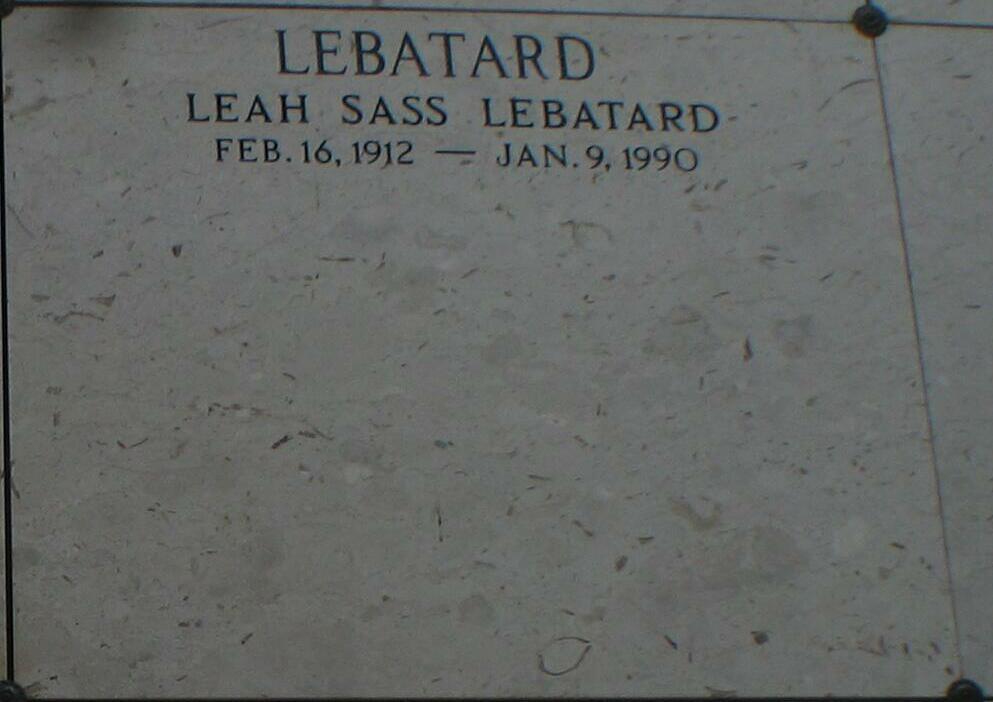 LEBATARD
LEAH SASS LEBATARD
FEB. 16, 1912 — JAN. 9, 1990